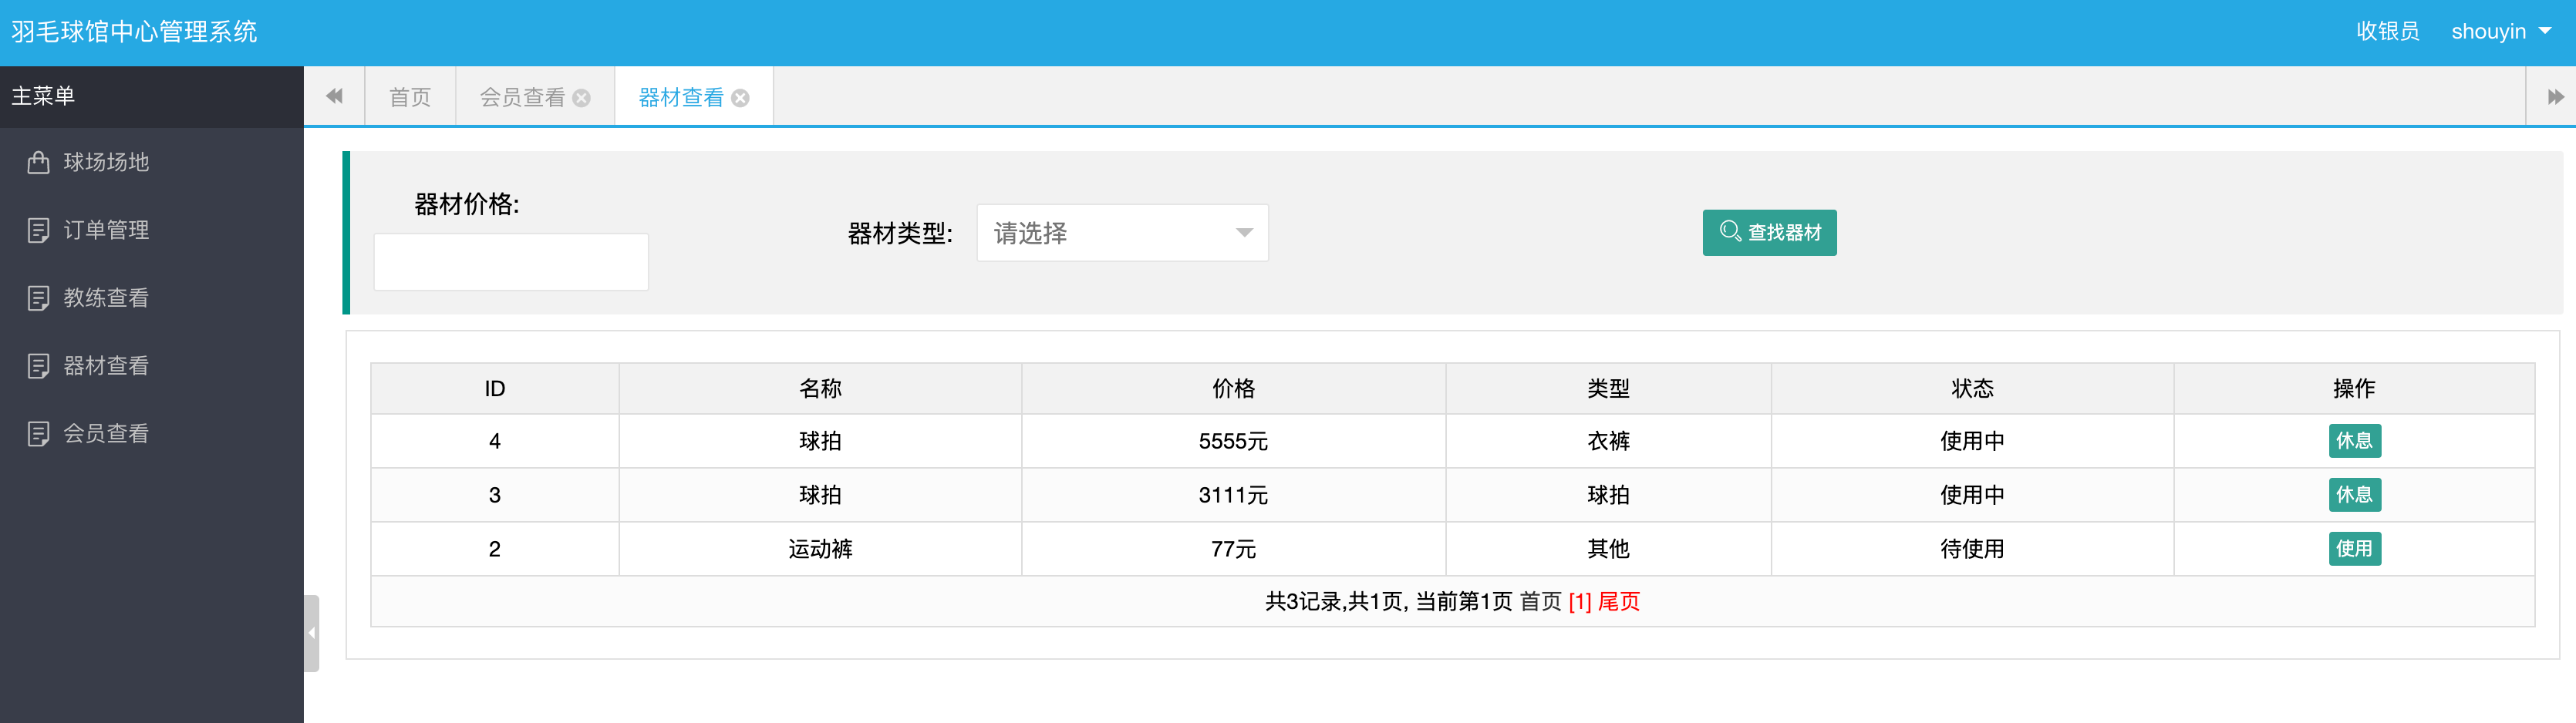 羽毛球馆中心管理系统
收银员 shouyin
主菜单
首页 会员查看 器材查看
球场场地
订单管理
教练查看
器材查看
会员查看
器材价格:
器材类型: 请选择 查找器材
ID 名称 价格 类型 状态 操作
4 球拍 5555元 衣裤 使用中 休息
3 球拍 3111元 球拍 使用中 休息
2 运动裤 77元 其他 待使用 使用
共3记录,共1页, 当前第1页 首页 [1] 尾页